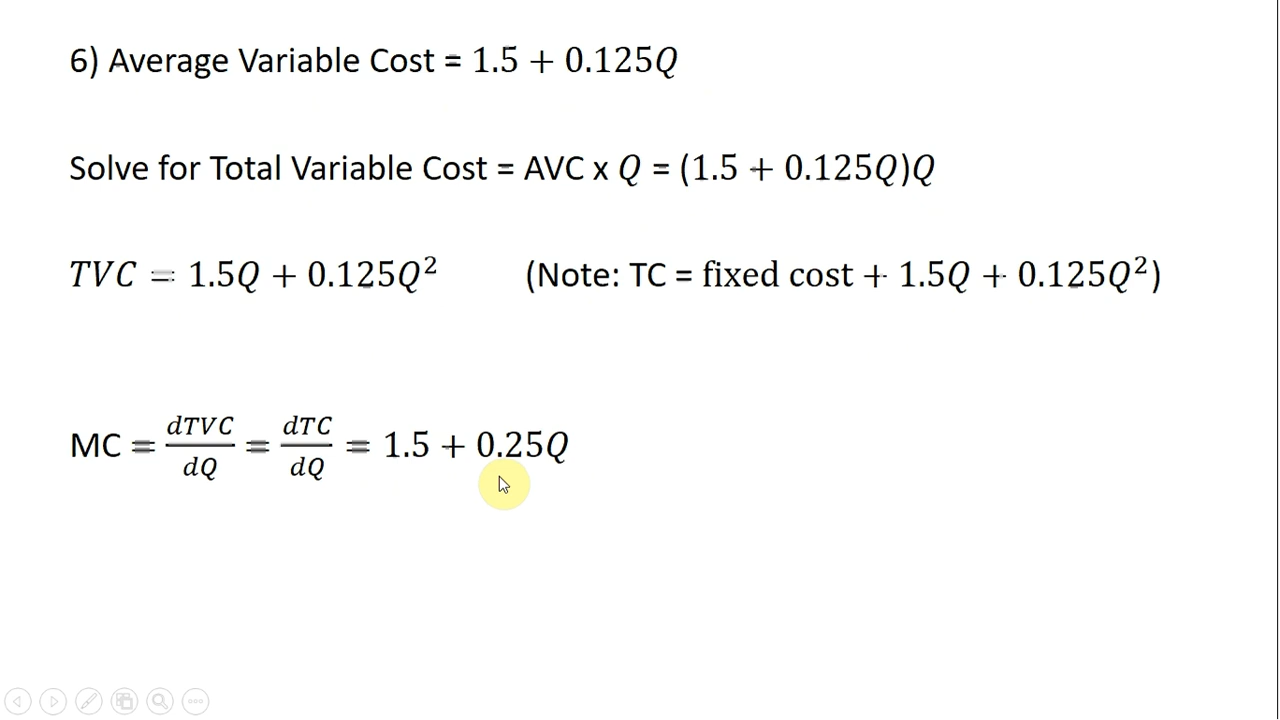 6) Average Variable Cost = 1.5 + 0.125Q
Solve for Total Variable Cost = AVC x Q = (1.5 + 0.125Q)Q
TVC = 1.5Q + 0.125Q² (Note: TC = fixed cost + 1.5Q + 0.125Q²)
MC = dTVC/dQ = dTC/dQ = 1.5 + 0.25Q